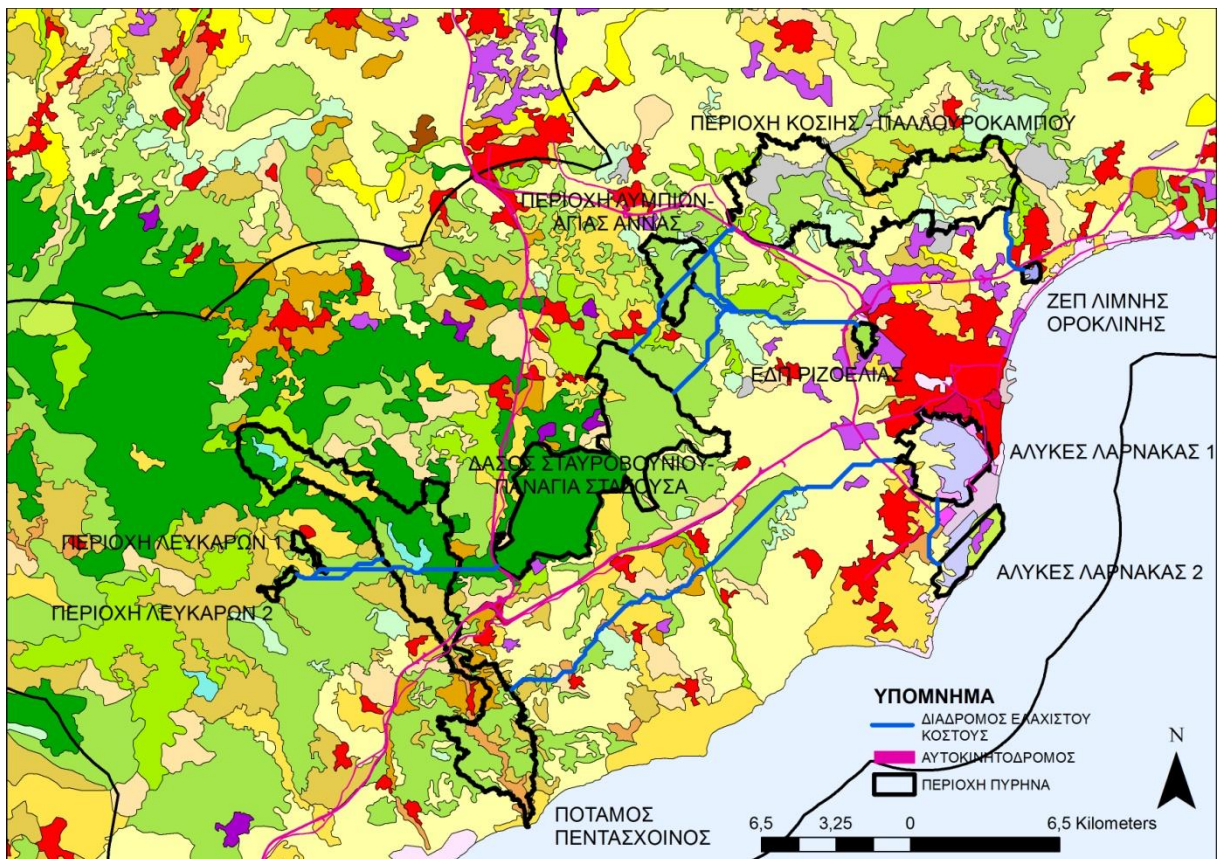 ΠΕΡΙΟΧΗ ΚΟΣΙΗΣ - ΠΑΛΛΟΥΡΟΚΑΜΠΟΥ
ΠΕΡΙΟΧΗ ΛΥΜΠΙΩΝ-
ΑΓΙΑΣ ΑΝΝΑΣ
ΖΕΠ ΛΙΜΝΗΣ
ΟΡΟΚΛΙΝΗΣ
ΕΔΠ ΡΙΖΟΕΛΙΑΣ
ΔΑΣΟΣ ΣΤΑΥΡΟΒΟΥΝΙΟΥ-
ΠΑΝΑΓΙΑ ΣΤΑΖΟΥΣΑ
ΑΛΥΚΕΣ ΛΑΡΝΑΚΑΣ 1
ΠΕΡΙΟΧΗ ΛΕΥΚΑΡΩΝ 1
ΑΛΥΚΕΣ ΛΑΡΝΑΚΑΣ 2
ΠΕΡΙΟΧΗ ΛΕΥΚΑΡΩΝ 2
ΠΟΤΑΜΟΣ
ΠΕΝΤΑΣΧΟΙΝΟΣ
ΥΠΟΜΝΗΜΑ
ΔΙΑΔΡΟΜΟΣ ΕΛΑΧΙΣΤΟΥ
ΚΟΣΤΟΥΣ
ΑΥΤΟΚΙΝΗΤΟΔΡΟΜΟΣ
ΠΕΡΙΟΧΗ ΠΥΡΗΝΑ
N
6,5 3,25 0 6,5 Kilometers